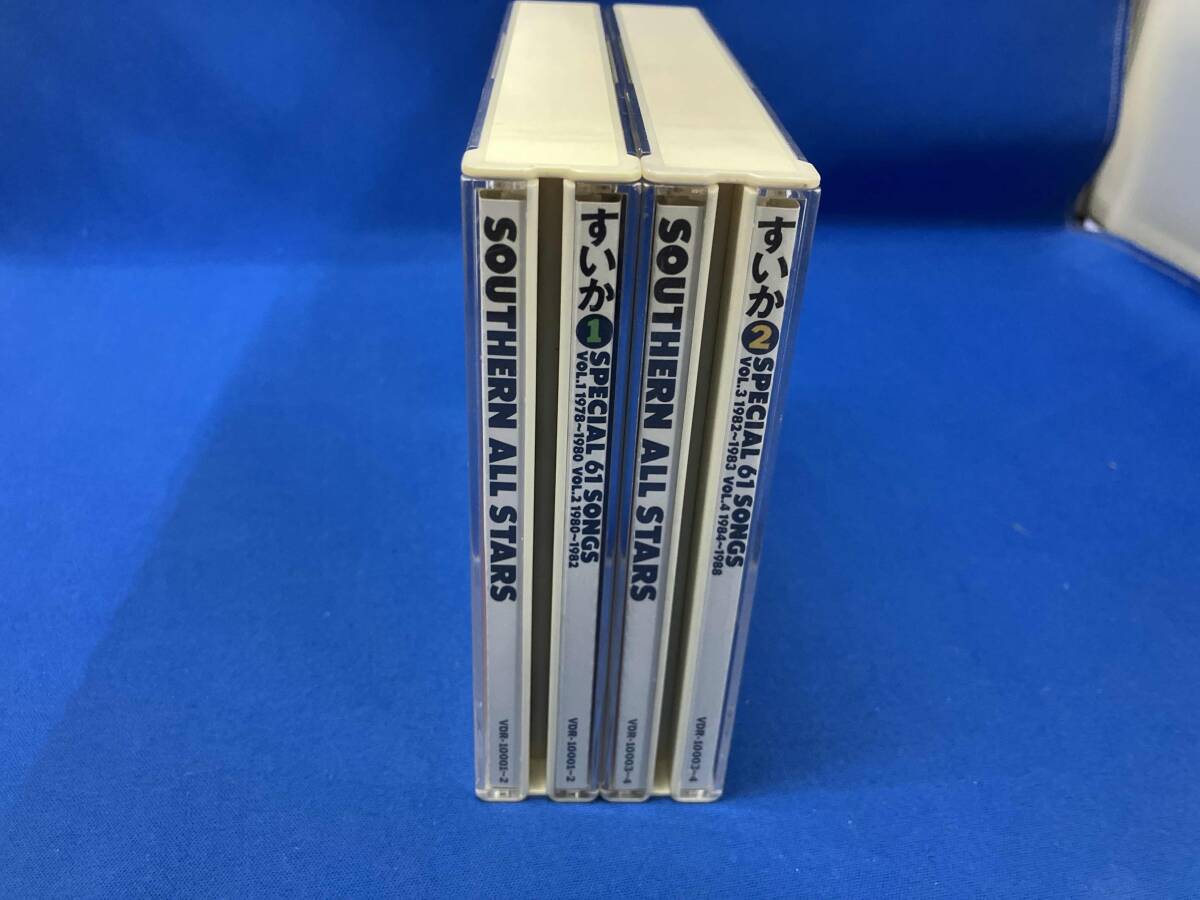 SOUTHERN ALL STARS
VDR-10001~2
すいか1 SPECIAL 61 SONGS
VOL.1 1978~1980 VOL.2 1980~1982
VDR-10001~2
SOUTHERN ALL STARS
VDR-10003~4
すいか2 SPECIAL 61 SONGS
VOL.3 1982~1983 VOL.4 1984~1988
VDR-10003~4